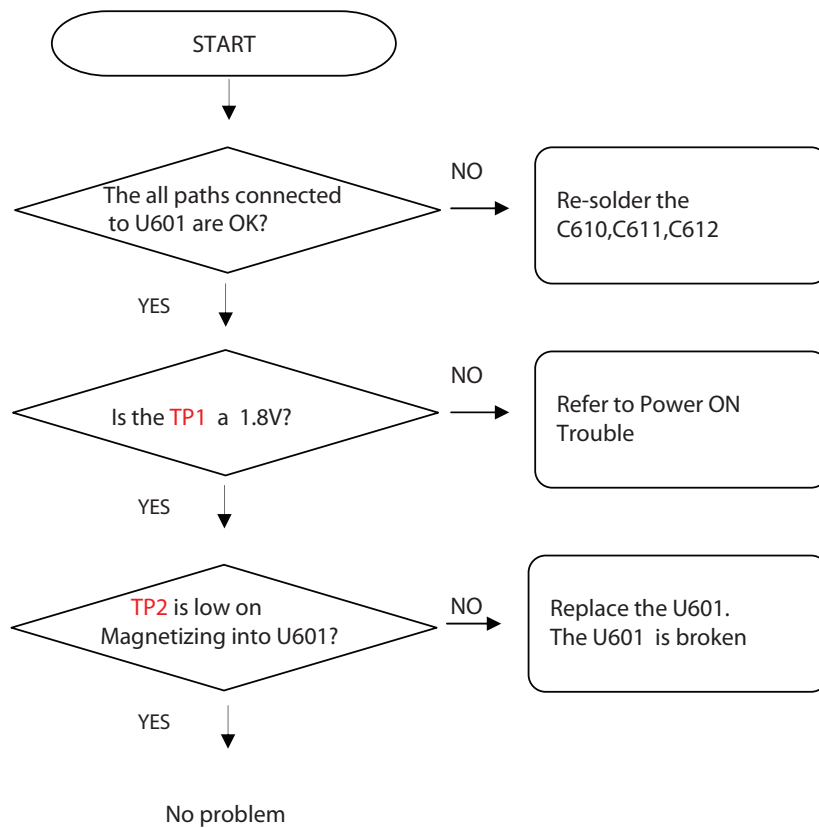 START
The all paths connected
to U601 are OK?
NO
Re-solder the
C610,C611,C612
YES
Is the TP1 a 1.8V?
NO
Refer to Power ON
Trouble
YES
TP2 is low on
Magnetizing into U601?
NO
Replace the U601.
The U601 is broken
YES
No problem